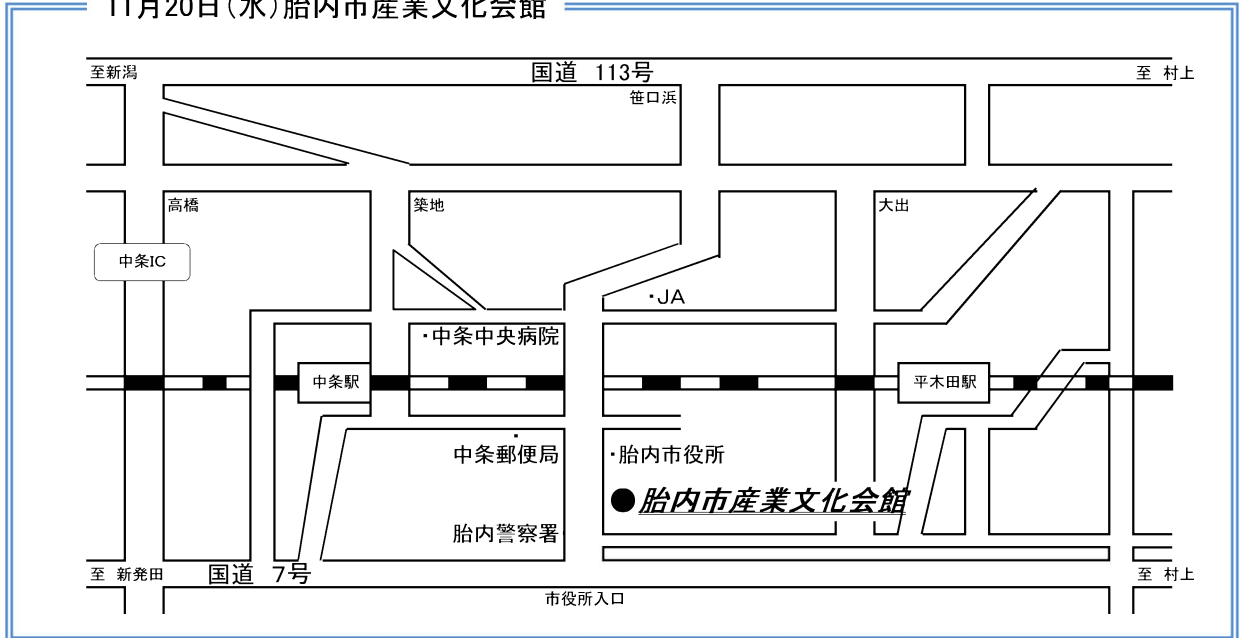 11月20日(水)胎内市産業文化会館
至新潟
国道 113号
至 村上
笹口浜
高橋
築地
大出
中条IC
・JA
・中条中央病院
中条駅
平木田駅
中条郵便局
・胎内市役所
●胎内市産業文化会館
胎内警察署
至 新発田
国道 7号
至 村上
市役所入口